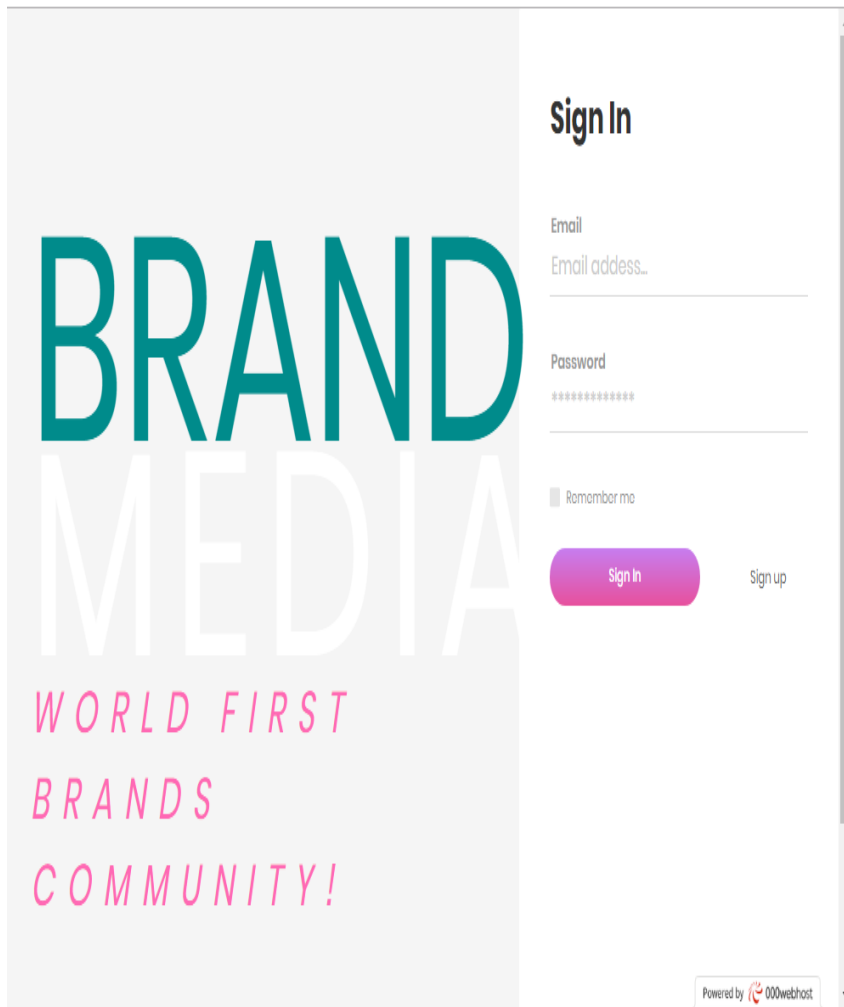 BRAND
MEDIA
WORLD FIRST
BRANDS
COMMUNITY!
Sign In
Email
Email addess...
Password
*************
Remember me
Sign In
Sign up
Powered by 000webhost